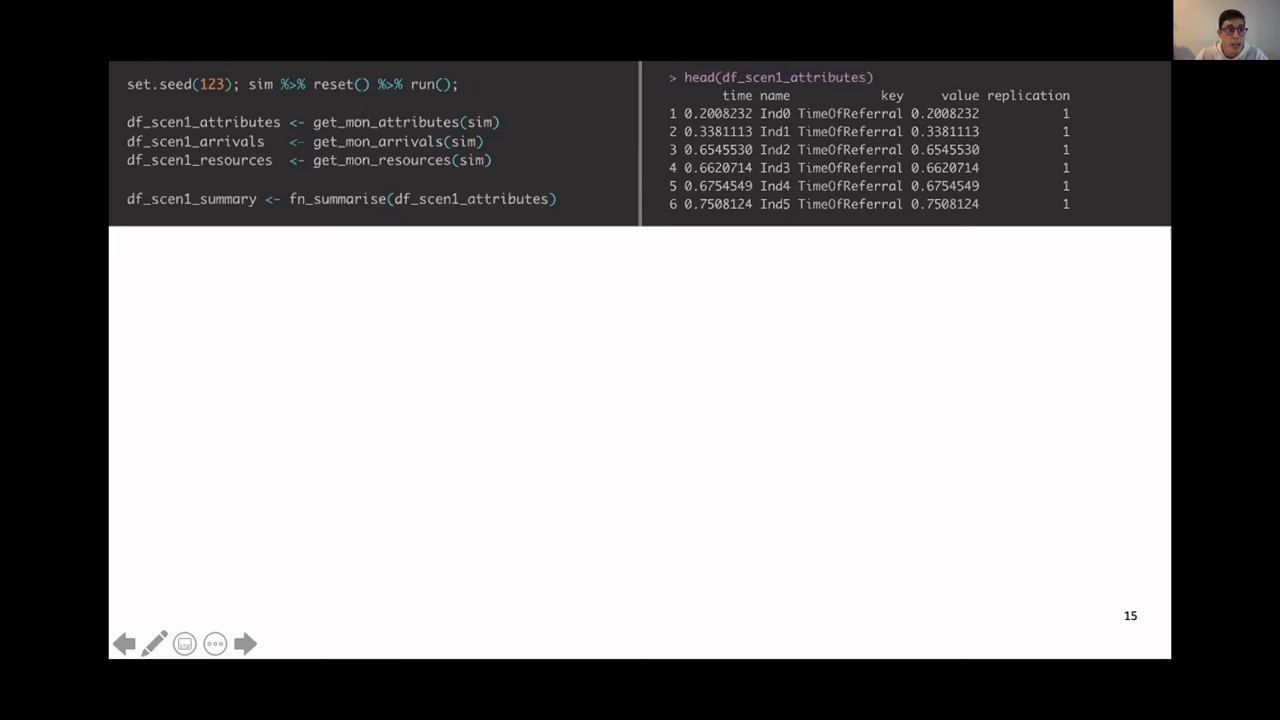 set.seed(123); sim %>% reset() %>% run();
df_scen1_attributes <- get_mon_attributes(sim)
df_scen1_arrivals <- get_mon_arrivals(sim)
df_scen1_resources <- get_mon_resources(sim)
df_scen1_summary <- fn_summarise(df_scen1_attributes)
> head(df_scen1_attributes)
time name key value replication
1 0.2008232 Ind0 TimeOfReferral 0.2008232 1
2 0.3381113 Ind1 TimeOfReferral 0.3381113 1
3 0.6545530 Ind2 TimeOfReferral 0.6545530 1
4 0.6620714 Ind3 TimeOfReferral 0.6620714 1
5 0.6754549 Ind4 TimeOfReferral 0.6754549 1
6 0.7508124 Ind5 TimeOfReferral 0.7508124 1
15